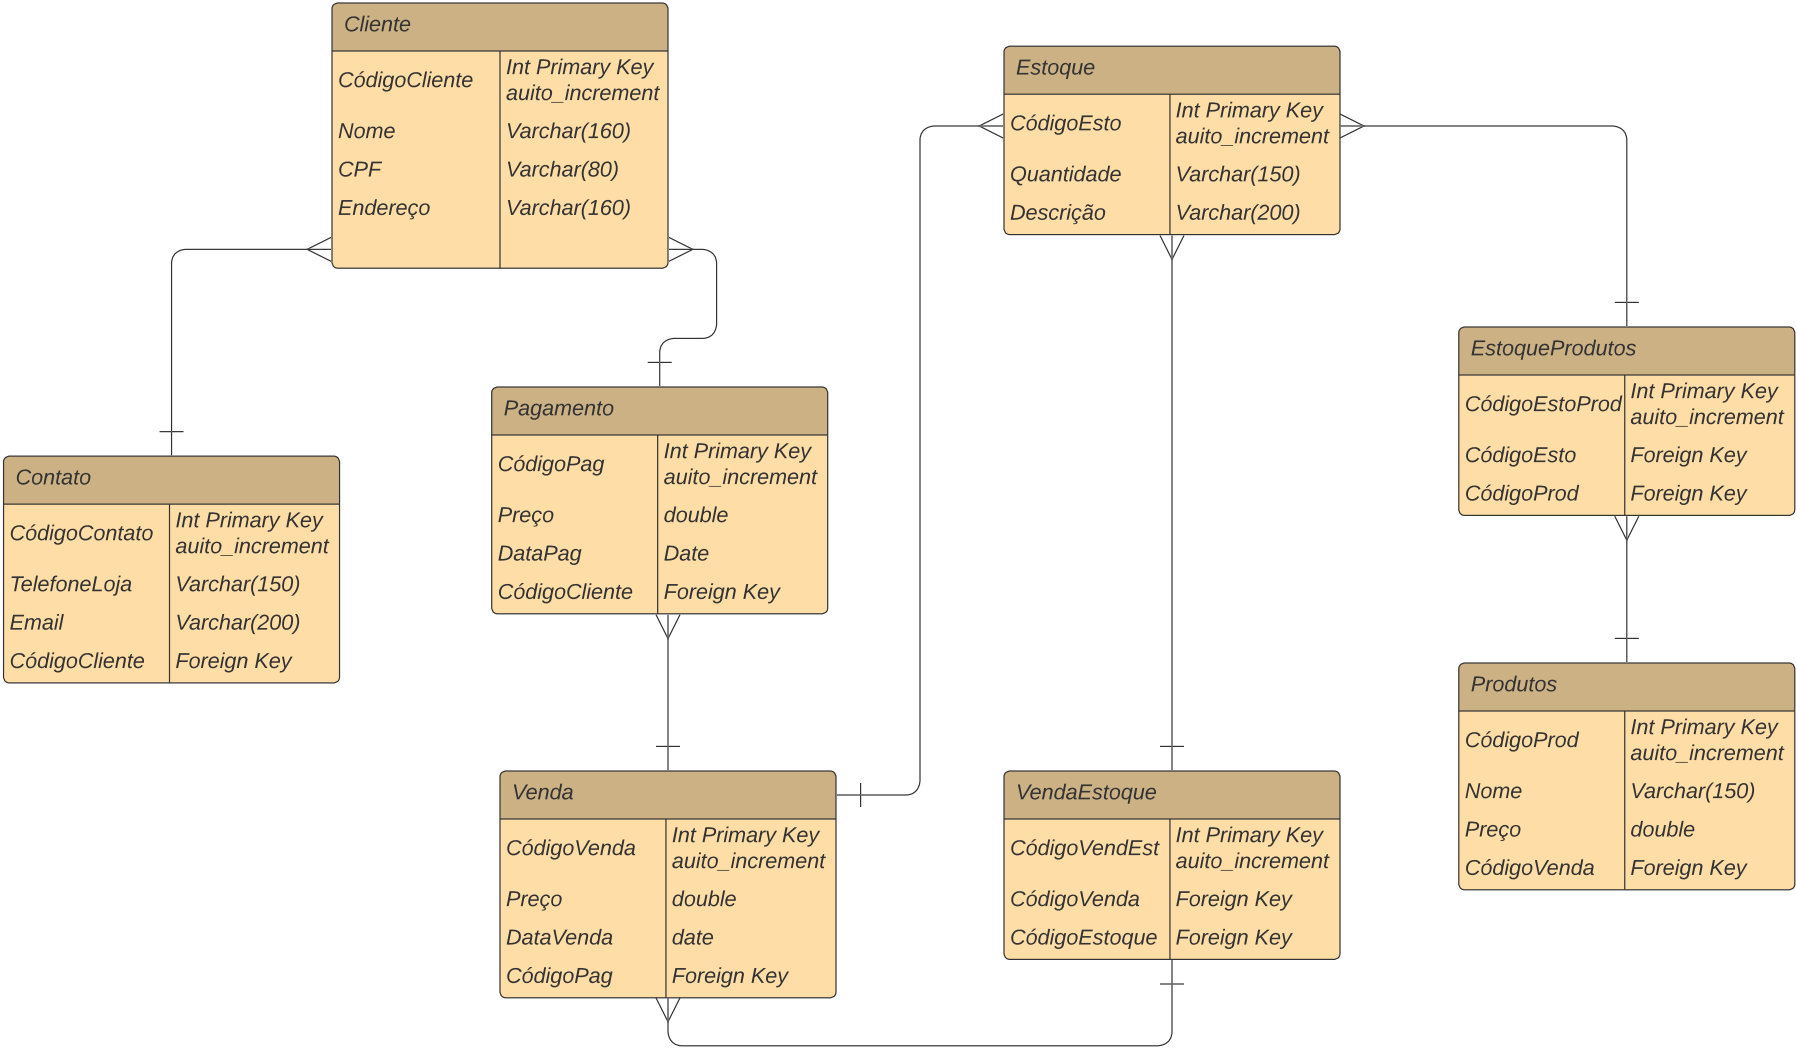 Cliente
CódigoCliente
Int Primary Key
auito_increment
Nome
Varchar(160)
CPF
Varchar(80)
Endereço
Varchar(160)
Estoque
CódigoEsto
Int Primary Key
auito_increment
Quantidade
Varchar(150)
Descrição
Varchar(200)
EstoqueProdutos
CódigoEstoProd
Int Primary Key
auito_increment
CódigoEsto
Foreign Key
CódigoProd
Foreign Key
Pagamento
CódigoPag
Int Primary Key
auito_increment
Preço
double
DataPag
Date
CódigoCliente
Foreign Key
Contato
CódigoContato
Int Primary Key
auito_increment
TelefoneLoja
Varchar(150)
Email
Varchar(200)
CódigoCliente
Foreign Key
Produtos
CódigoProd
Int Primary Key
auito_increment
Nome
Varchar(150)
Preço
double
CódigoVenda
Foreign Key
Venda
CódigoVenda
Int Primary Key
auito_increment
Preço
double
DataVenda
date
CódigoPag
Foreign Key
VendaEstoque
CódigoVendEst
Int Primary Key
auito_increment
CódigoVenda
Foreign Key
CódigoEstoque
Foreign Key